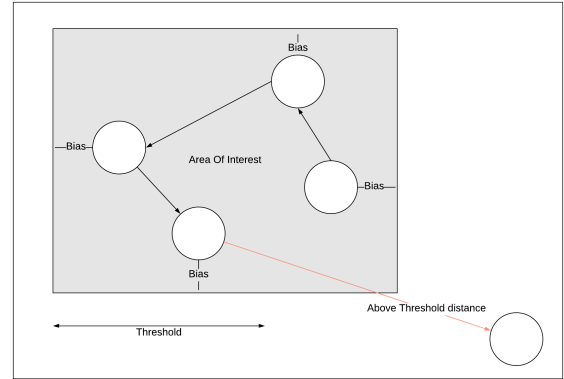 Bias
Bias
Area Of Interest
Bias
Bias
Above Threshold distance
Threshold